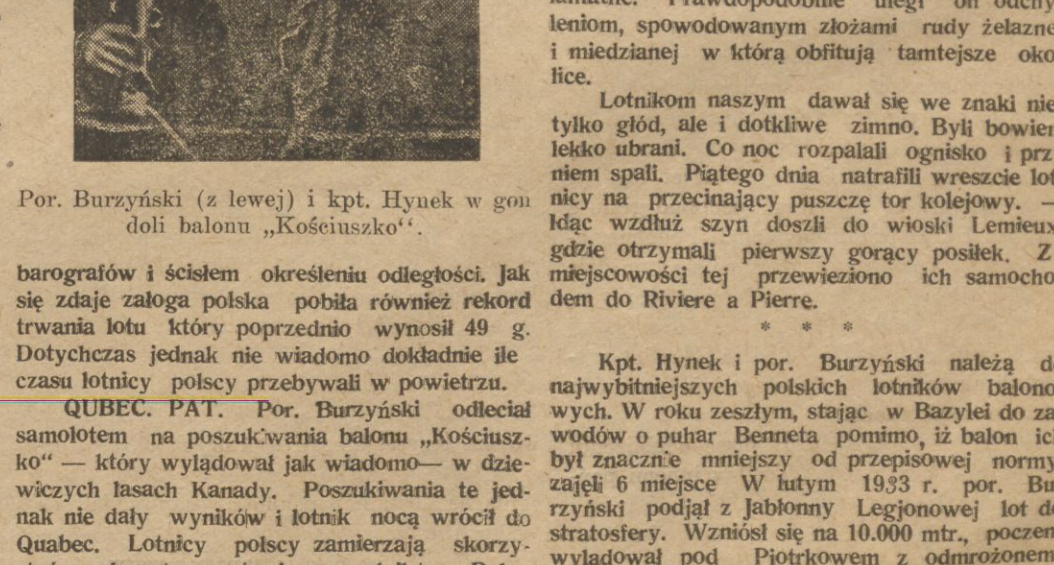 Por. Burzyński (z lewej) i kpt. Hynek w gon
doli balonu „Kościuszko“.
barografów i ścisłem określeniu odległości. Jak
się zdaje załoga polska pobiła również rekord
trwania lotu który poprzednio wynosił 49 g.
Dotychczas jednak nie wiadomo dokładnie ile
czasu lotnicy polscy przebywali w powietrzu.
QUBEC. PAT. Por. Burzyński odleciał
samolotem na poszukiwania balonu „Kościusz-
ko“ — który wylądował jak wiadomo— w dzie-
wiczych lasach Kanady. Poszukiwania te jed-
nak nie dały wyników i lotnik nocą wrócił do
Quabec. Lotnicy polscy zamierzają skorzy-
leniom, spowodowanym złożami rudy żelazne
i miedzianej w którą obfitują tamtejsze oko
lice.
Lotnikom naszym dawał się we znaki nie
tylko głód, ale i dotkliwe zimno. Byli bowiem
lekko ubrani. Co noc rozpalali ognisko i prz
niem spali. Piątego dnia natrafili wreszcie lot
nicy na przecinający puszczę tor kolejowy. —
Idąc wzdłuż szyn doszli do wioski Lemieux
gdzie otrzymali pierwszy gorący posiłek. Z
miejscowości tej przewieziono ich samocho
dem do Riviere a Pierre.
* * *
Kpt. Hynek i por. Burzyński należą d
najwybitniejszych polskich lotników balono
wych. W roku zeszłym, stając w Bazylei do za
wodów o puhar Benneta pomimo, iż balon ic
był znacznie mniejszy od przepisowej normy
zajęli 6 miejsce W lutym 1933 r. por. Bu
rzyński podjął z Jabłonny Legjonowej lot d
stratosfery. Wzniósł się na 10.000 mtr., poczem
wylądował pod Piotrkowem z odmrożonem